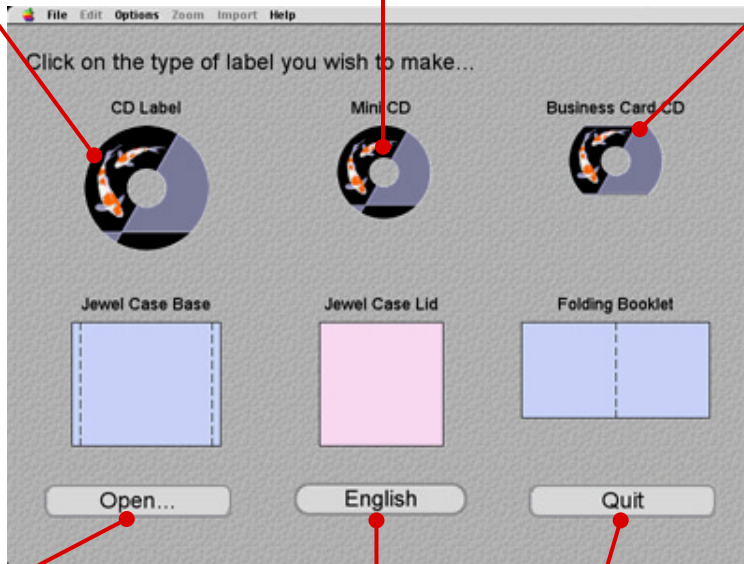 File Edit Options Zoom Import Help
Click on the type of label you wish to make...
CD Label Mini CD Business Card CD
Jewel Case Base Jewel Case Lid Folding Booklet
Open... English Quit